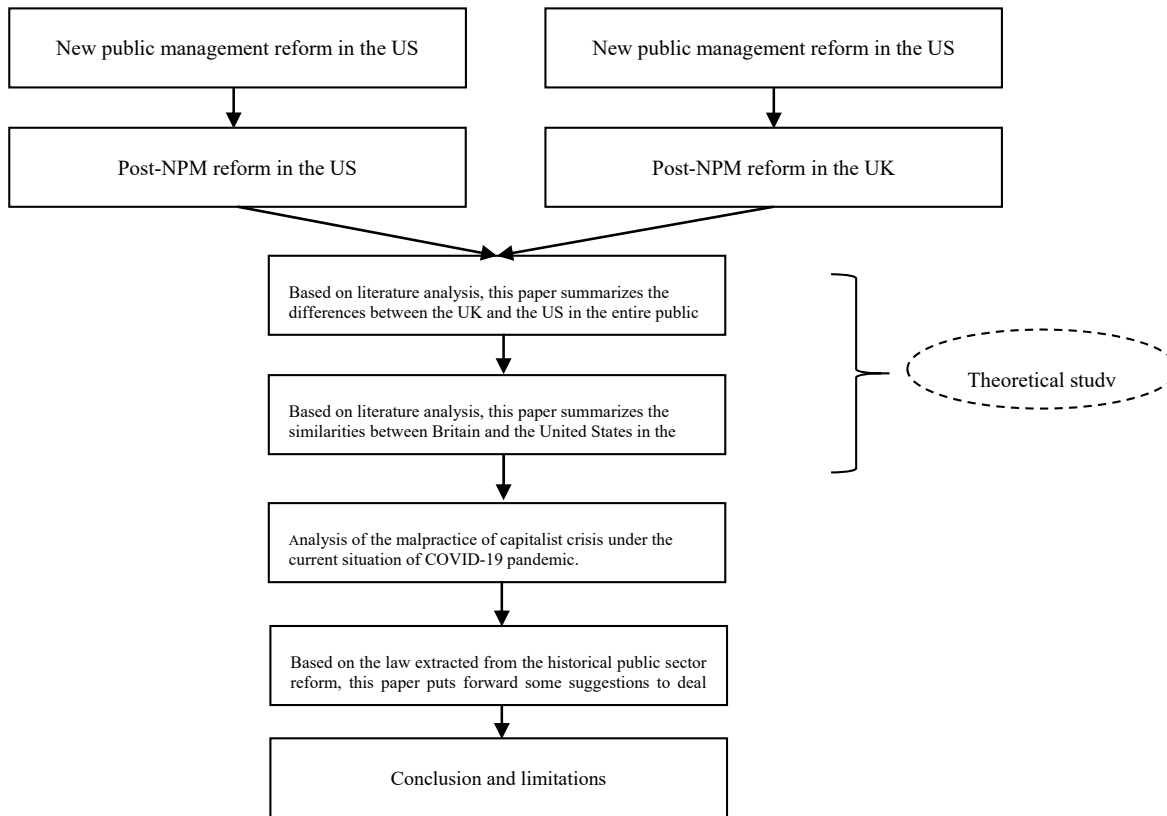 New public management reform in the US
New public management reform in the US
Post-NPM reform in the US
Post-NPM reform in the UK
Based on literature analysis, this paper summarizes the
differences between the UK and the US in the entire public
Based on literature analysis, this paper summarizes the
similarities between Britain and the United States in the
Theoretical study
Analysis of the malpractice of capitalist crisis under the
current situation of COVID-19 pandemic.
Based on the law extracted from the historical public sector
reform, this paper puts forward some suggestions to deal
Conclusion and limitations